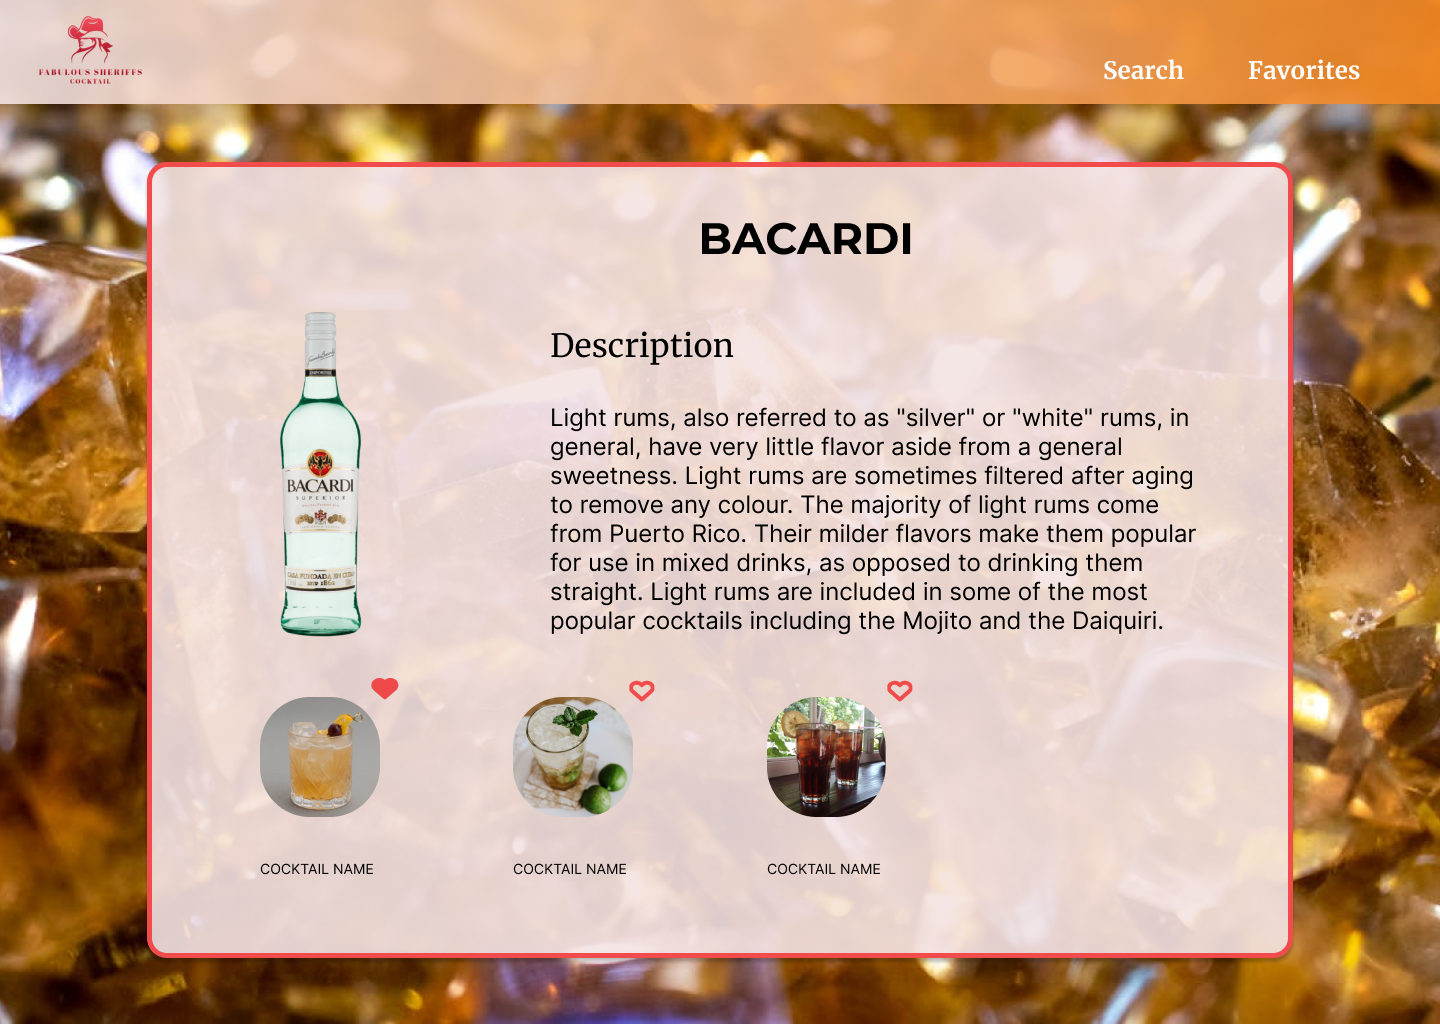 FABULOUS SHERIFFS
COCKTAIL
Search
Favorites
BACARDI
Description
Light rums, also referred to as "silver" or "white" rums, in
general, have very little flavor aside from a general
sweetness. Light rums are sometimes filtered after aging
to remove any colour. The majority of light rums come
from Puerto Rico. Their milder flavors make them popular
for use in mixed drinks, as opposed to drinking them
straight. Light rums are included in some of the most
popular cocktails including the Mojito and the Daiquiri.
BACARDI
SUPERIOR
COCKTAIL NAME
COCKTAIL NAME
COCKTAIL NAME